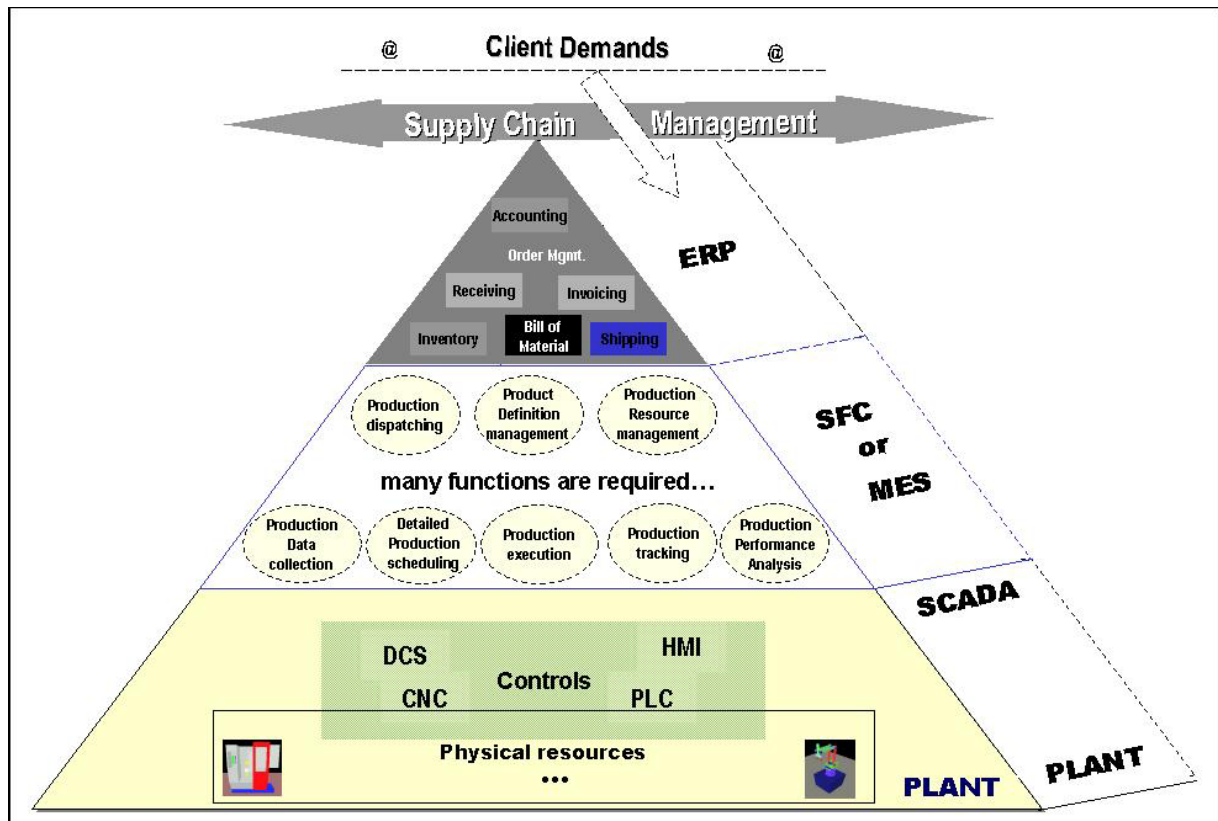 @ Client Demands @
Supply Chain Management
Accounting
Order Mgmt.
Receiving
Invoicing
Inventory
Bill of
Material
Shipping
ERP
Production
dispatching
Product
Definition
management
Production
Resource
management
SFC
or
MES
many functions are required...
Production
Data
collection
Detailed
Production
scheduling
Production
execution
Production
tracking
Production
Performance
Analysis
SCADA
DCS
HMI
Controls
CNC
PLC
Physical resources
...
PLANT
PLANT